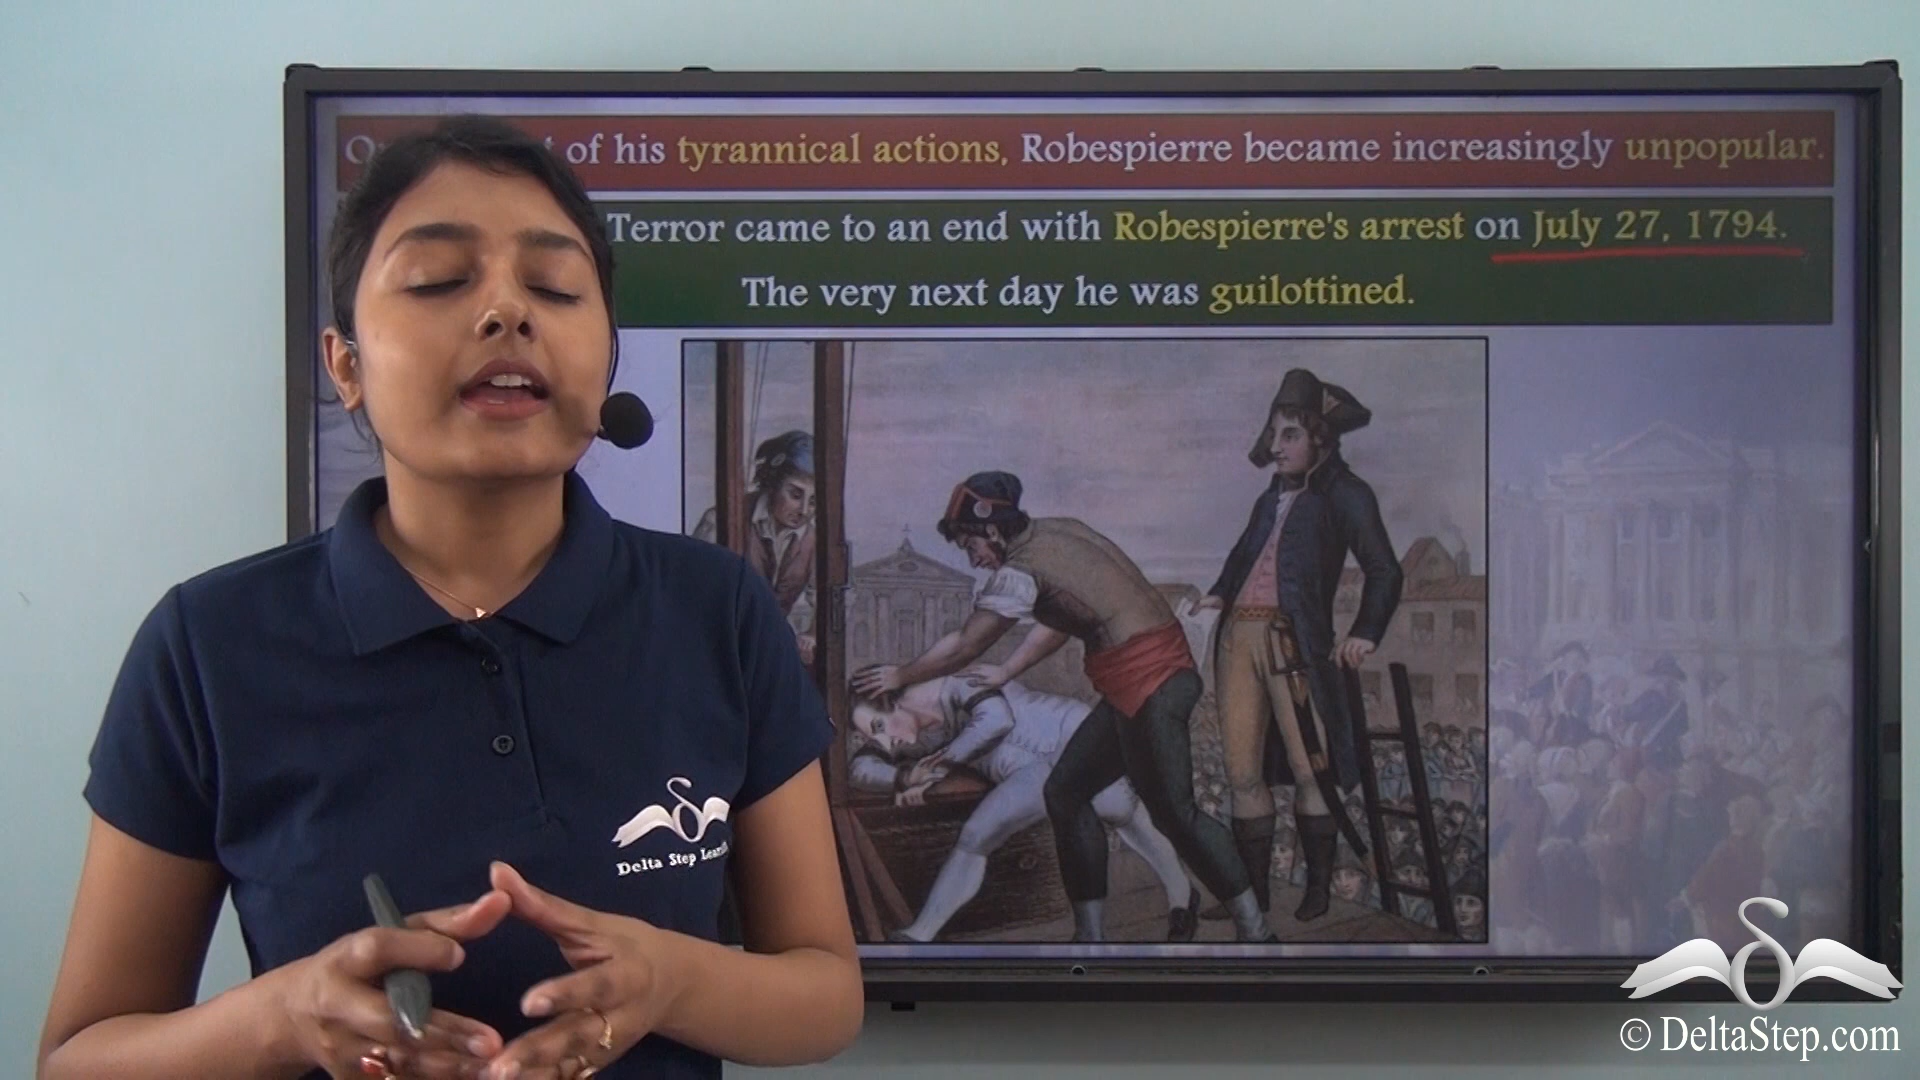 of his tyrannical actions, Robespierre became increasingly unpopular.
Terror came to an end with Robespierre's arrest on July 27, 1794.
The very next day he was guilottined.
Delta Step
© DeltaStep.com